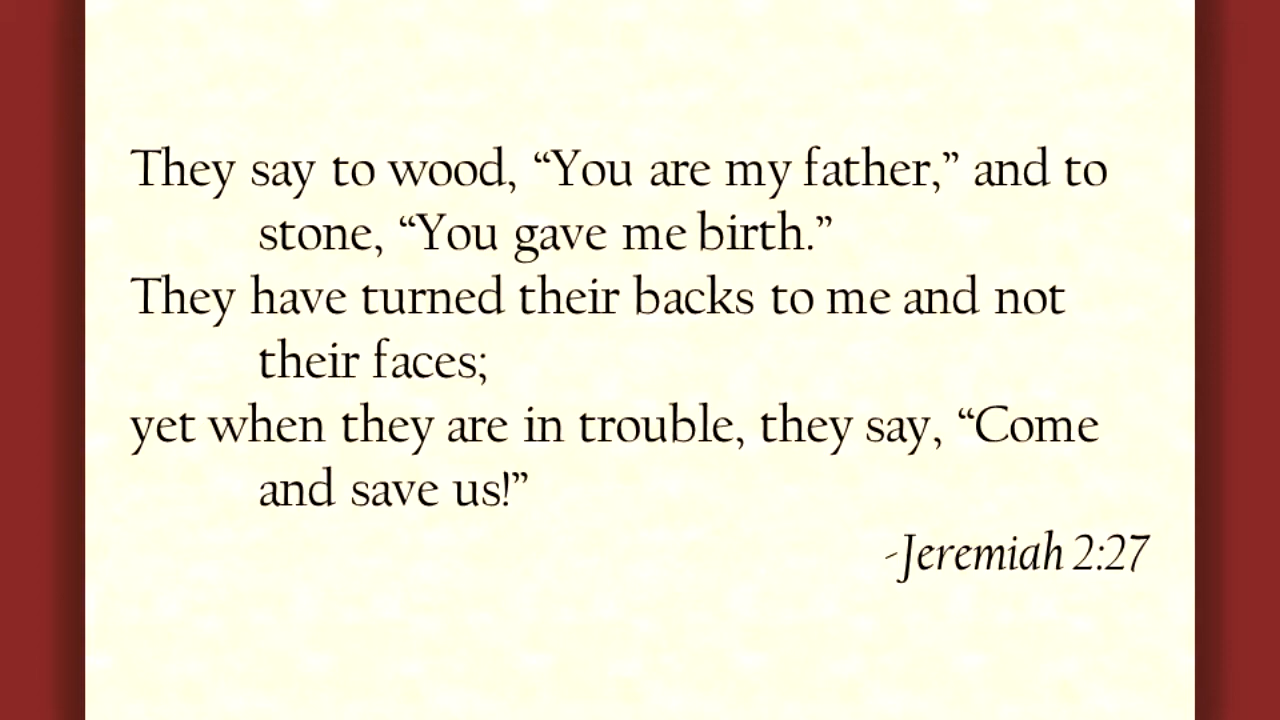 They say to wood, “You are my father,” and to
stone, “You gave me birth.”
They have turned their backs to me and not
their faces;
yet when they are in trouble, they say, “Come
and save us!”
-Jeremiah 2:27